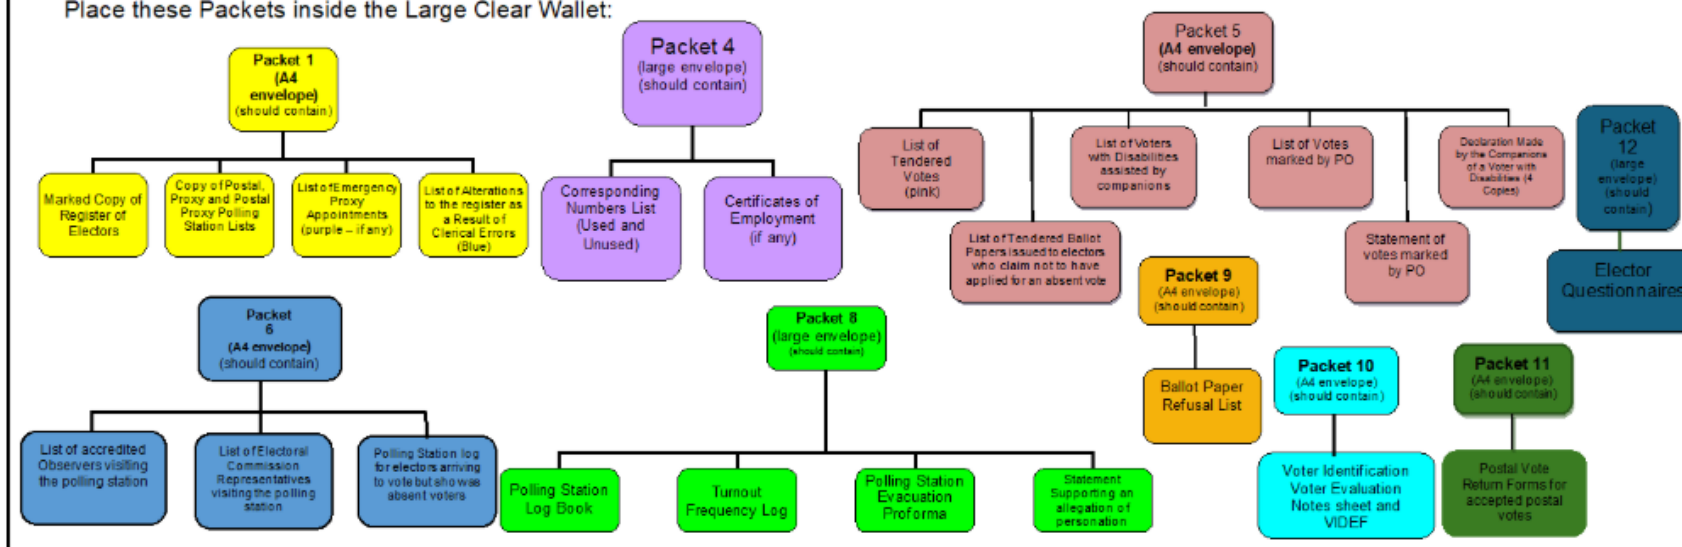 Place these Packets inside the Large Clear Wallet:
Packet 1
(A4
envelope)
(should contain)
Marked Copy of
Register of
Electors
Copy of Postal,
Proxy and Postal
Proxy Polling
Station Lists
List of Emergency
Proxy
Appointments
(purple – if any)
List of Alterations
to the register as
a Result of
Clerical Errors
(Blue)
Packet 4
(large envelope)
(should contain)
Corresponding
Numbers List
(Used and
Unused)
Certificates of
Employment
(if any)
Packet 5
(A4 envelope)
(should contain)
List of
Tendered
Votes
(pink)
List of Tendered Ballot
Papers issued to electors
who claim not to have
applied for an absent vote
List of Voters
with Disabilities
assisted by
companions
List of Votes
marked by PO
Statement of
votes marked
by PO
Declaration Made
by the Companions
of a Voter with
Disabilities (4
Copies)
Packet
12
(large
envelope)
(should
contain)
Elector
Questionnaires
Packet
6
(A4 envelope)
(should contain)
List of accredited
Observers visiting
the polling station
List of Electoral
Commission
Representatives
visiting the polling
station
Polling Station log
for electors arriving
to vote but shown as
absent voters
Packet 8
(large envelope)
(should contain)
Polling Station
Log Book
Turnout
Frequency Log
Polling Station
Evacuation
Proforma
Statement
Supporting an
allegation of
personation
Packet 9
(A4 envelope)
(should contain)
Ballot Paper
Refusal List
Packet 10
(A4 envelope)
(should contain)
Voter Identification
Voter Evaluation
Notes sheet and
VIDEF
Packet 11
(A4 envelope)
(should contain)
Postal Vote
Return Forms for
accepted postal
votes